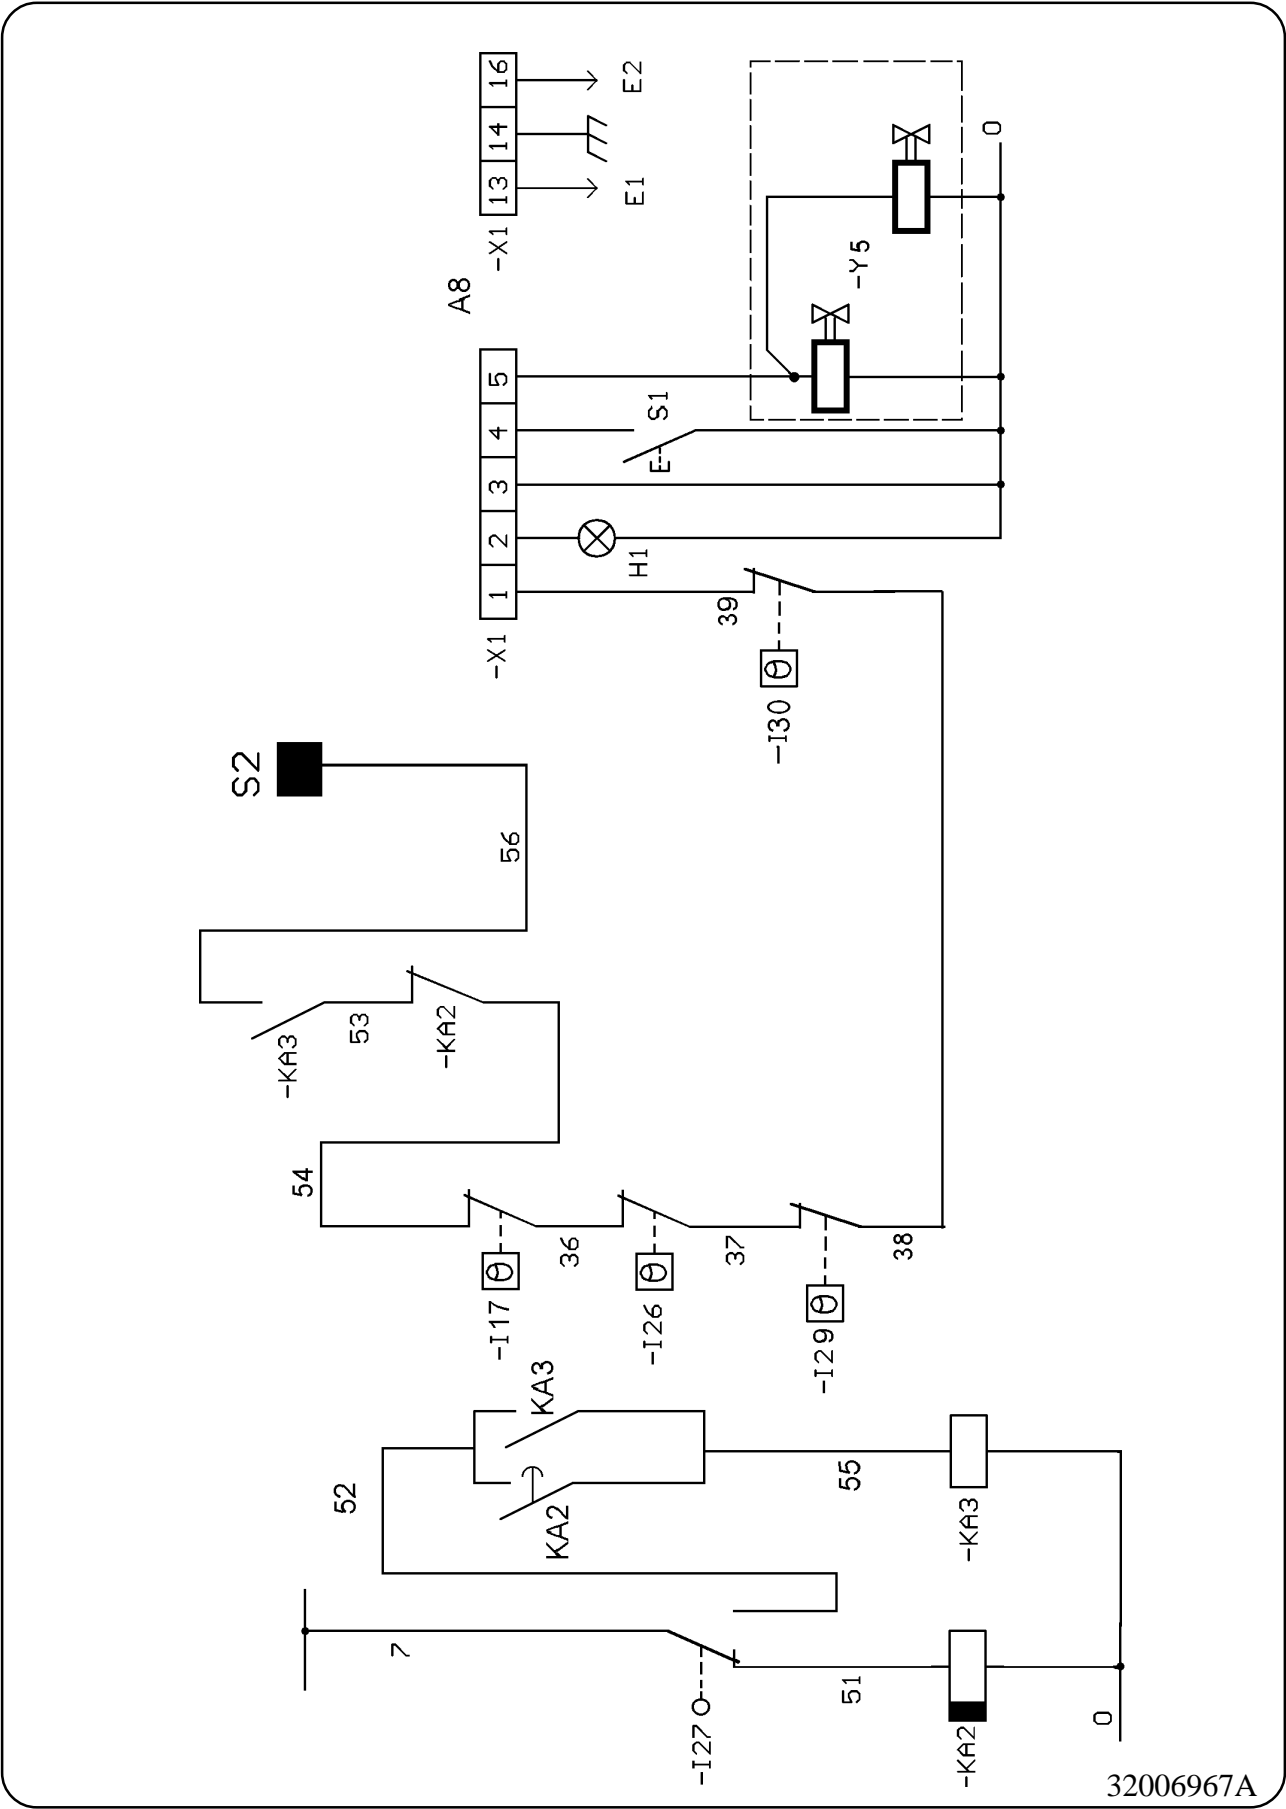 -X1
13
14
16
E1
E2
A8
-X1
1
2
3
4
5
H1
E
S1
-Y5
0
39
-I30
θ
S2
56
-KA3
53
-KA2
54
-I17
θ
36
-I26
θ
37
-I29
θ
38
52
KA2
KA3
55
-KA3
7
-I27
51
-KA2
0
32006967A